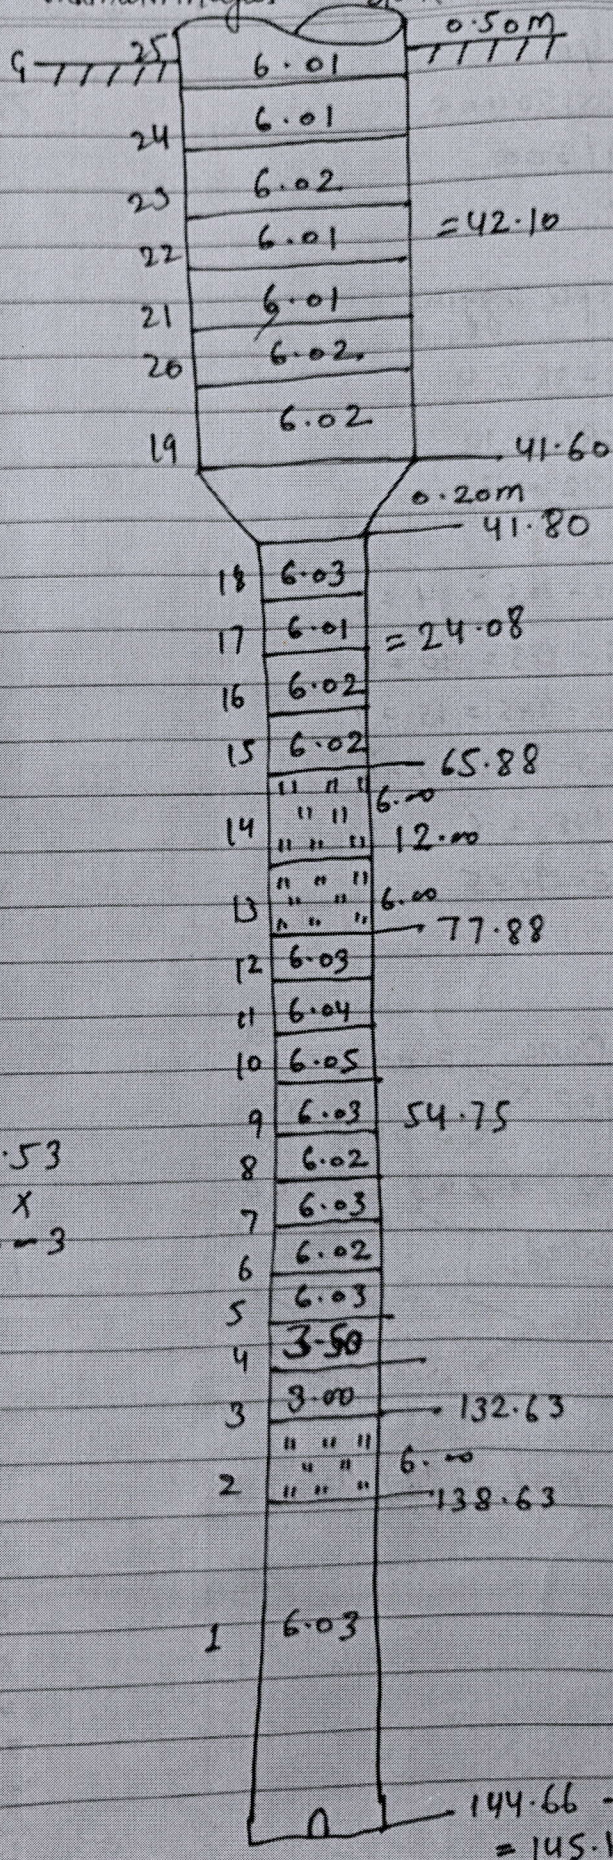 0.50m
G 25 6.01
24 6.01
23 6.02
= 42.10
22 6.01
21 6.01
20 6.02
19 6.02
41.60
0.20m
41.80
18 6.03
17 6.01 = 24.08
16 6.02
15 6.02
65.88
14 " " " 6.00
" "
" " " 12.00
13 " " " 6.00
" "
" " "
77.88
12 6.03
11 6.04
10 6.05
9 6.03 54.75
8 6.02
.53
7 6.03
x
6 6.02
-3
5 6.03
4 3.50
3 3.00
132.63
2 " " " 6.00
" "
" " "
138.63
1 6.03
144.66 -
= 145.1